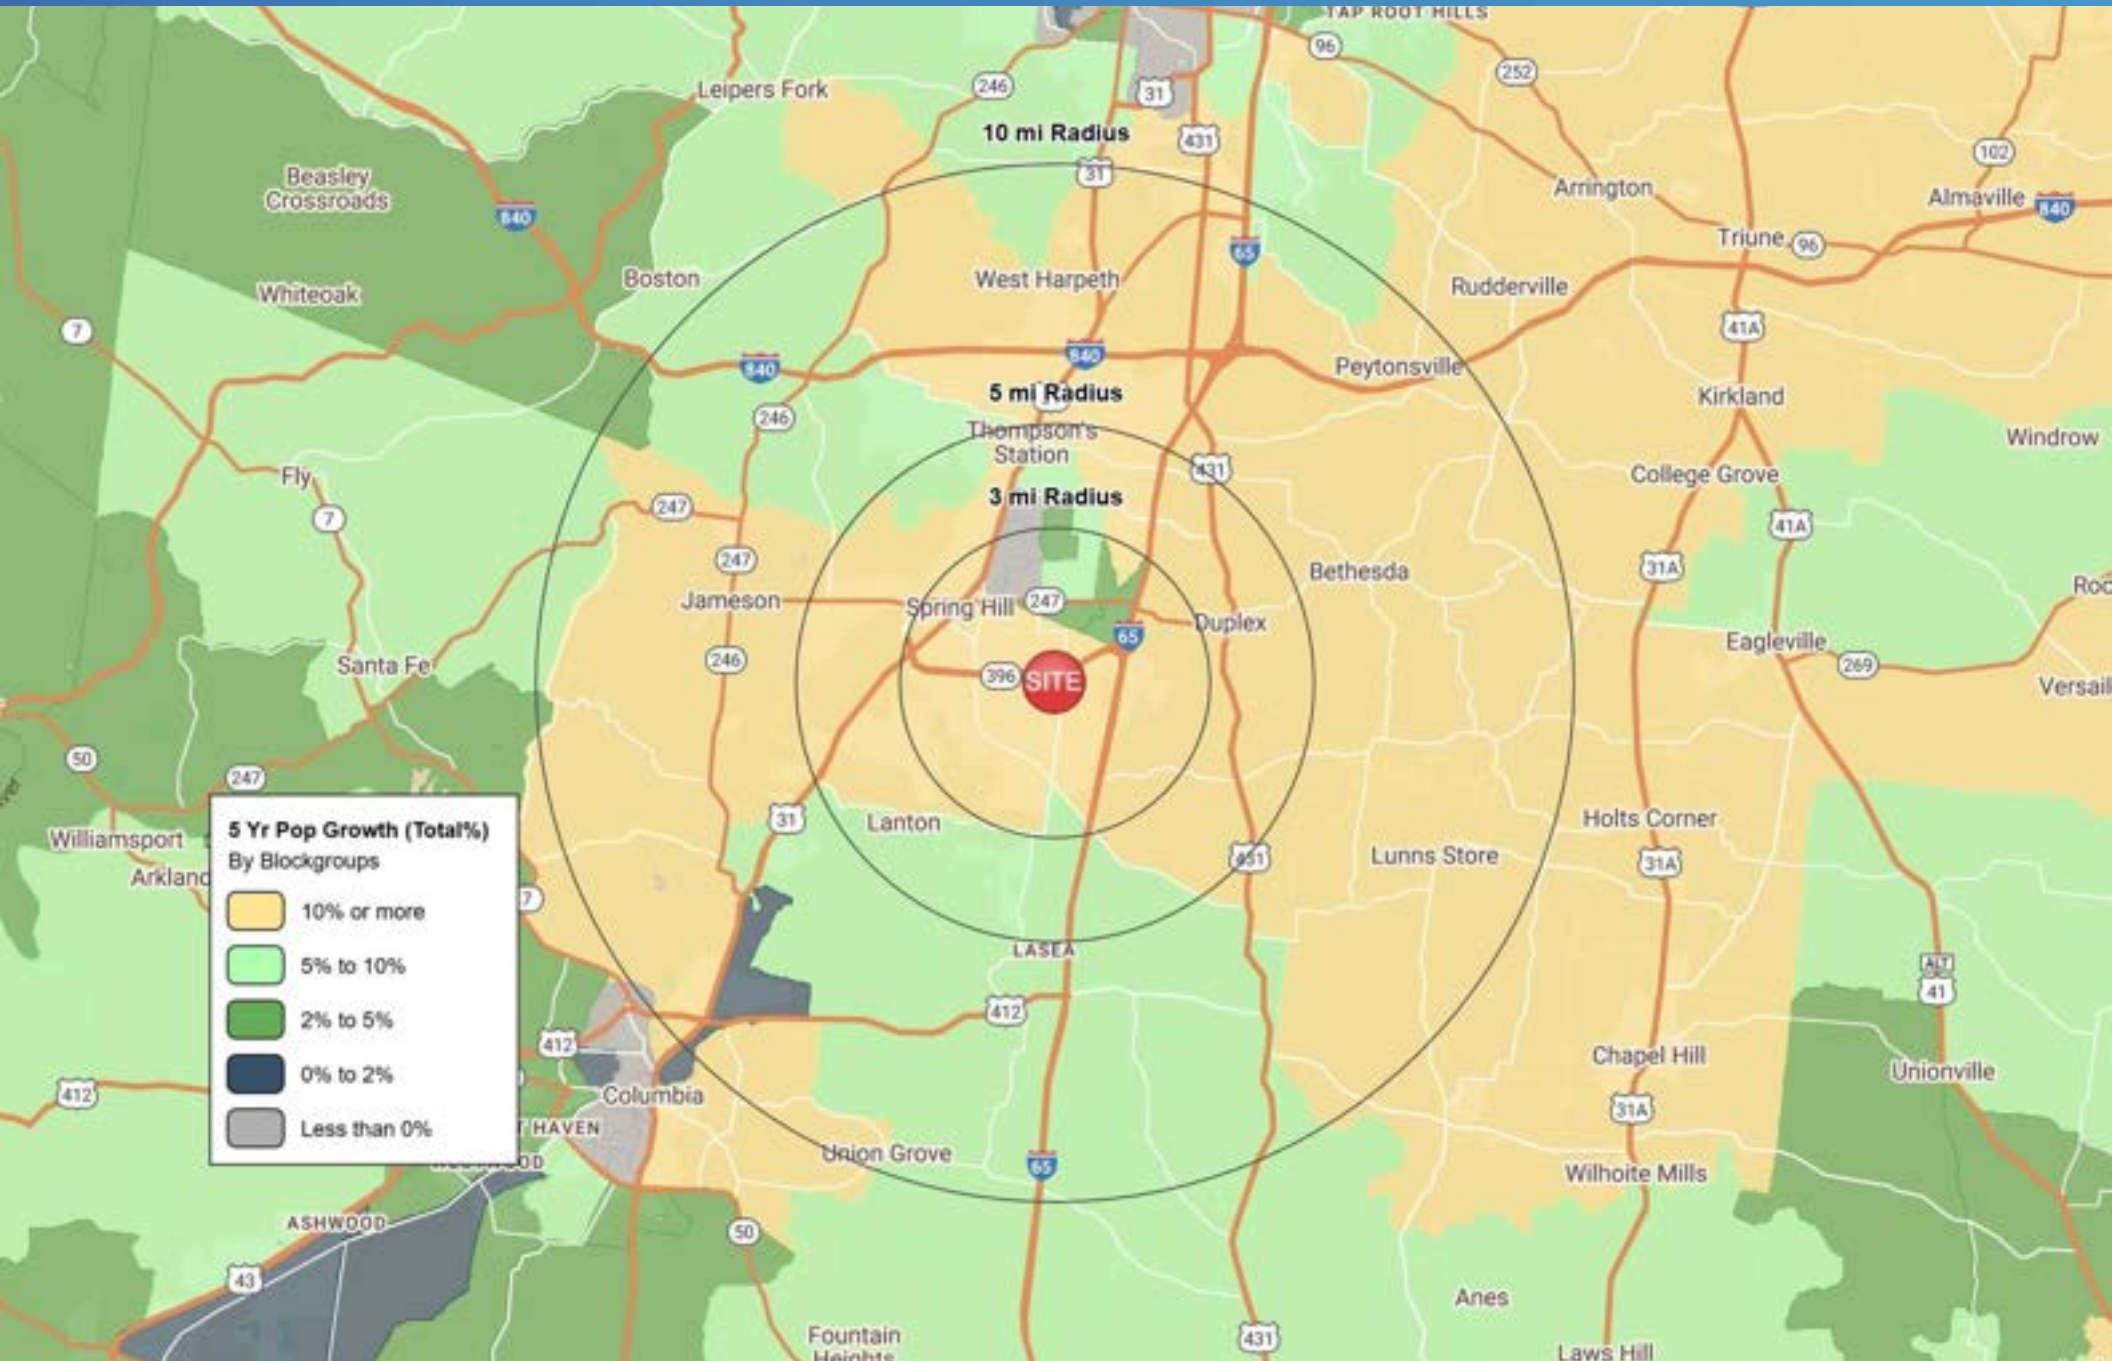 TAP ROOT HILLS
96
252
Leipers Fork
246
31
10 mi Radius
431
102
31
Beasley
Crossroads
Arrington
Almaville
840
840
Triune
96
65
Boston
West Harpeth
Rudderville
Whiteoak
7
41A
840
840
Peytonsville
5 mi Radius
Kirkland
246
Thompson's
Station
Windrow
431
Fly
College Grove
3 mi Radius
247
7
41A
247
Bethesda
31A
Jameson
Spring Hill
247
Duplex
65
Eagleville
246
Santa Fe
269
396
SITE
50
247
31
Lanton
Holts Corner
Williamsport
451
Lunns Store
31A
5 Yr Pop Growth (Total%)
By Blockgroups
10% or more
5% to 10%
2% to 5%
0% to 2%
Less than 0%
7
LASEA
ALT
41
412
412
Chapel Hill
Unionville
412
Columbia
31A
Union Grove
65
Wilhoite Mills
ASHWOOD
50
43
Anes
Fountain
Heights
431
Laws Hill